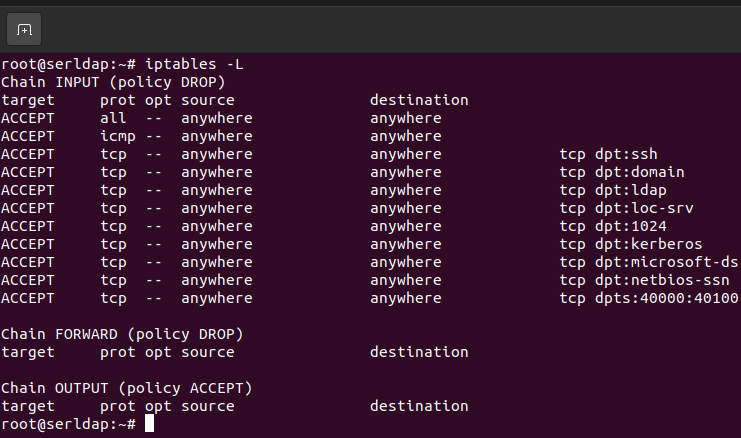 root@serldap:~# iptables -L
Chain INPUT (policy DROP)
target     prot opt source               destination
ACCEPT     all  --  anywhere             anywhere
ACCEPT     icmp --  anywhere             anywhere
ACCEPT     tcp  --  anywhere             anywhere             tcp dpt:ssh
ACCEPT     tcp  --  anywhere             anywhere             tcp dpt:domain
ACCEPT     tcp  --  anywhere             anywhere             tcp dpt:ldap
ACCEPT     tcp  --  anywhere             anywhere             tcp dpt:loc-srv
ACCEPT     tcp  --  anywhere             anywhere             tcp dpt:1024
ACCEPT     tcp  --  anywhere             anywhere             tcp dpt:kerberos
ACCEPT     tcp  --  anywhere             anywhere             tcp dpt:microsoft-ds
ACCEPT     tcp  --  anywhere             anywhere             tcp dpt:netbios-ssn
ACCEPT     tcp  --  anywhere             anywhere             tcp dpts:40000:40100
Chain FORWARD (policy DROP)
target     prot opt source               destination
Chain OUTPUT (policy ACCEPT)
target     prot opt source               destination
root@serldap:~#